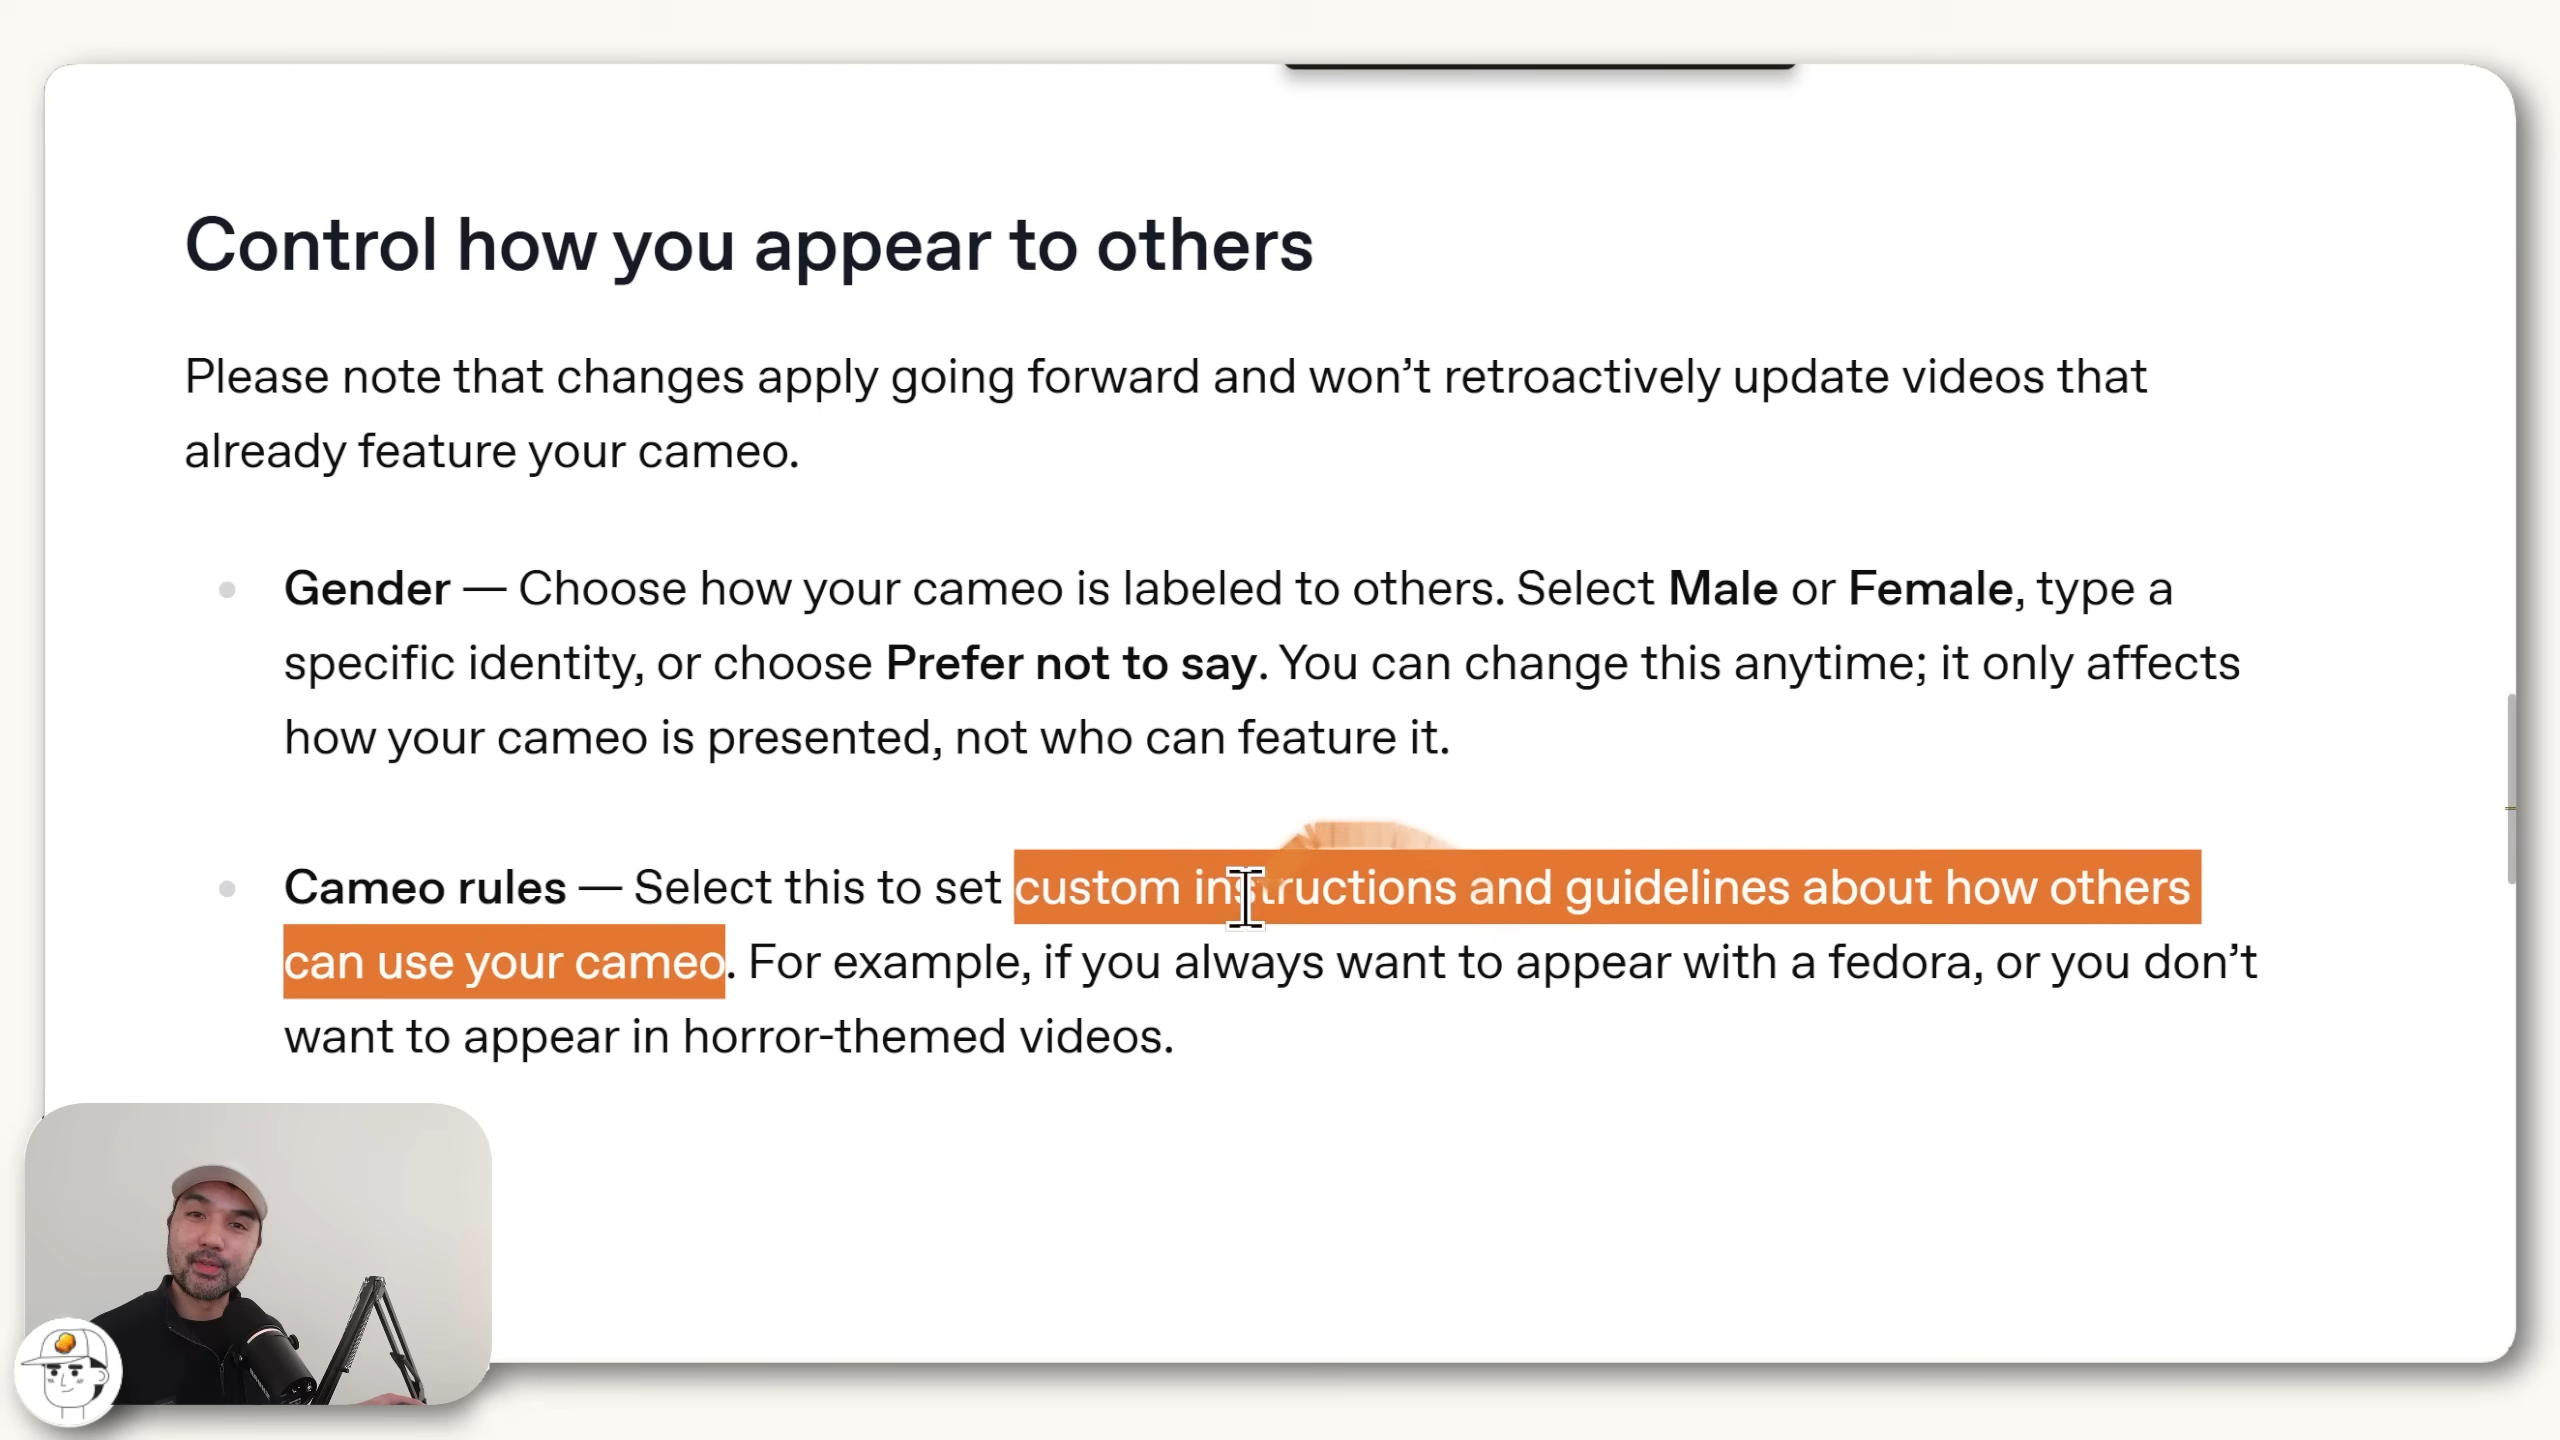 Control how you appear to others
Please note that changes apply going forward and won’t retroactively update videos that
already feature your cameo.
Gender — Choose how your cameo is labeled to others. Select Male or Female, type a
specific identity, or choose Prefer not to say. You can change this anytime; it only affects
how your cameo is presented, not who can feature it.
Cameo rules — Select this to set custom instructions and guidelines about how others
can use your cameo. For example, if you always want to appear with a fedora, or you don’t
want to appear in horror-themed videos.